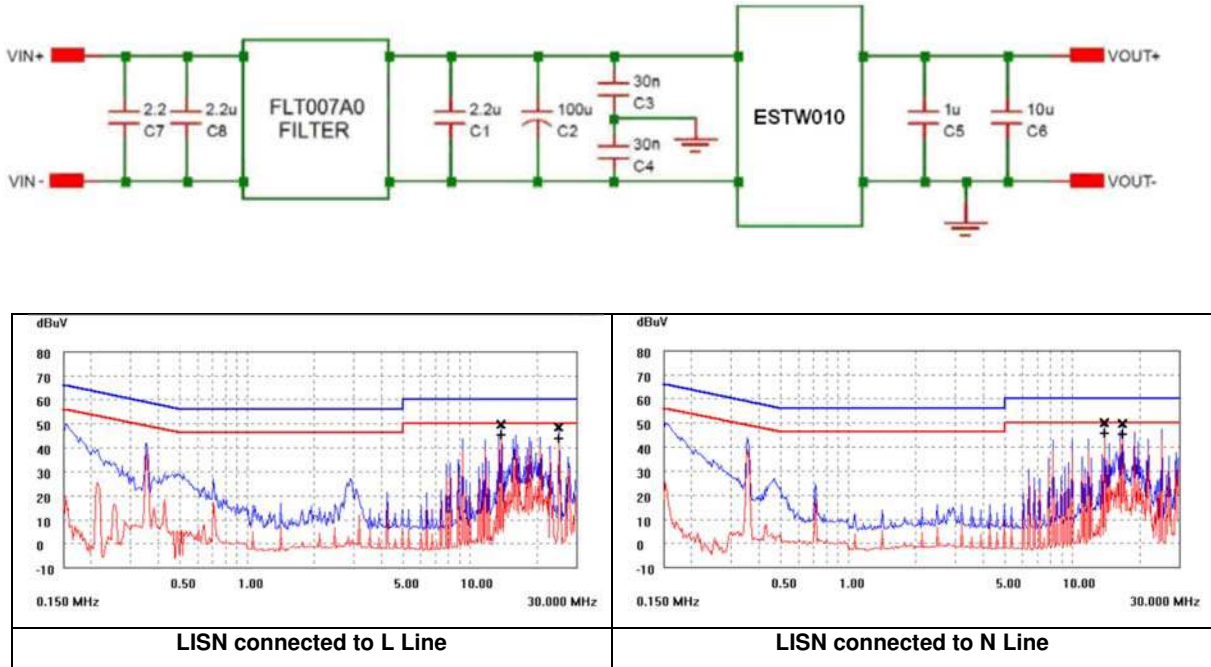 VIN+
2.2
C7
2.2u
C8
FLT007A0
FILTER
2.2u
C1
100u
C2
30n
C3
30n
C4
ESTW010
1u
C5
10u
C6
VOUT+
VIN -
VOUT-
dBuV
80
70
60
50
40
30
20
10
0
-10
0.50
1.00
5.00
10.00
0.150 MHz
30.000 MHz
LISN connected to L Line
dBuV
80
70
60
50
40
30
20
10
0
-10
0.50
1.00
5.00
10.00
0.150 MHz
30.000 MHz
LISN connected to N Line